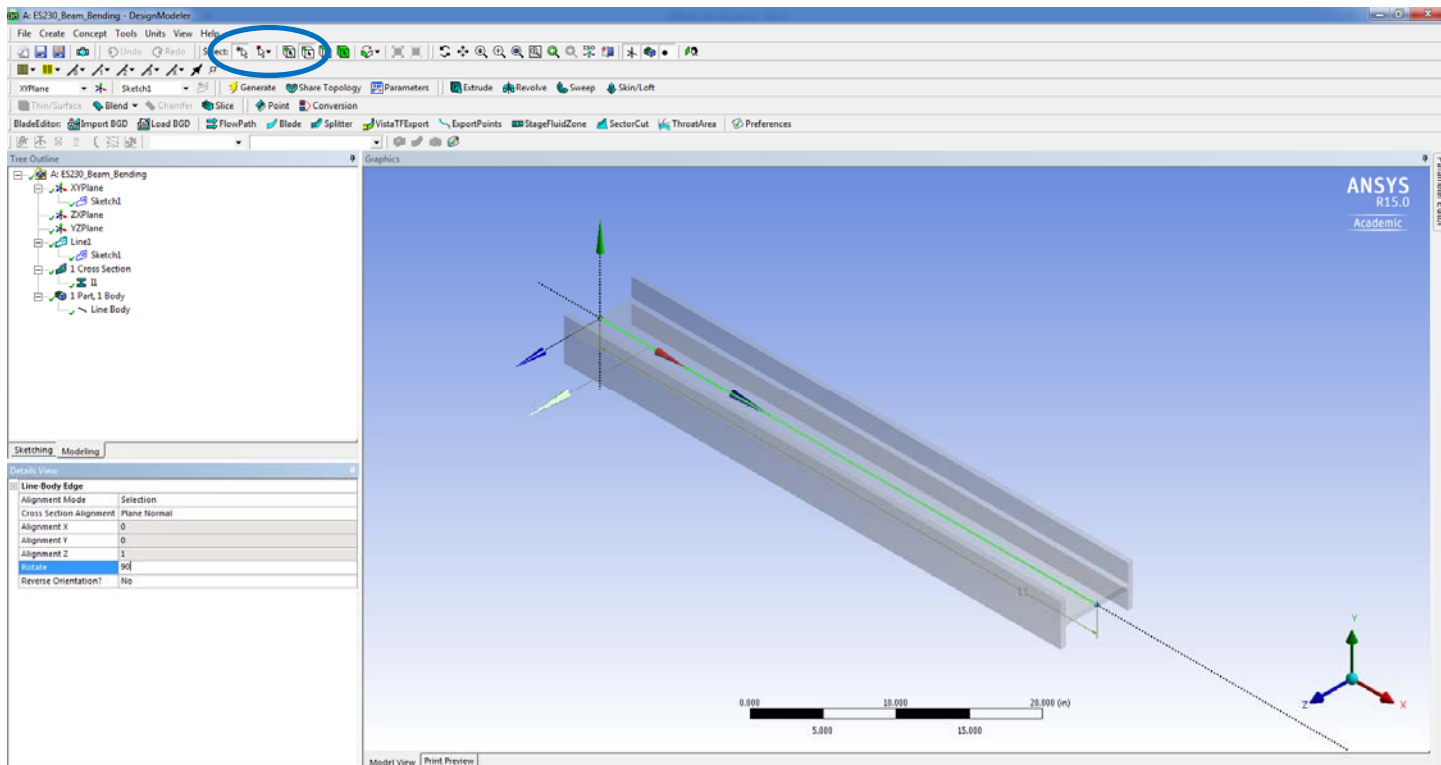 A: ES230_Beam_Bending - DesignModeler
File Create Concept Tools Units View Help
Undo Redo Select:
XYPlane Sketch1 Generate Share Topology Parameters Extrude Revolve Sweep Skin/Loft
Thin/Surface Blend Chamfer Slice Point Conversion
BladeEditor: Import BGD Load BGD FlowPath Blade Splitter VistaTFExport ExportPoints StageFluidZone SectorCut ThroatArea Preferences
Tree Outline
A: ES230_Beam_Bending
XYPlane
Sketch1
ZXPlane
YZPlane
Line1
Sketch1
1 Cross Section
I1
1 Part, 1 Body
Line Body
Sketching Modeling
Details View
Line-Body Edge
Alignment Mode Selection
Cross Section Alignment Plane Normal
Alignment X 0
Alignment Y 0
Alignment Z 1
Rotate 90
Reverse Orientation? No
Graphics
ANSYS
R15.0
Academic
0.000 10.000 20.000 (in)
5.000 15.000
Y
Z X
Model View Print Preview